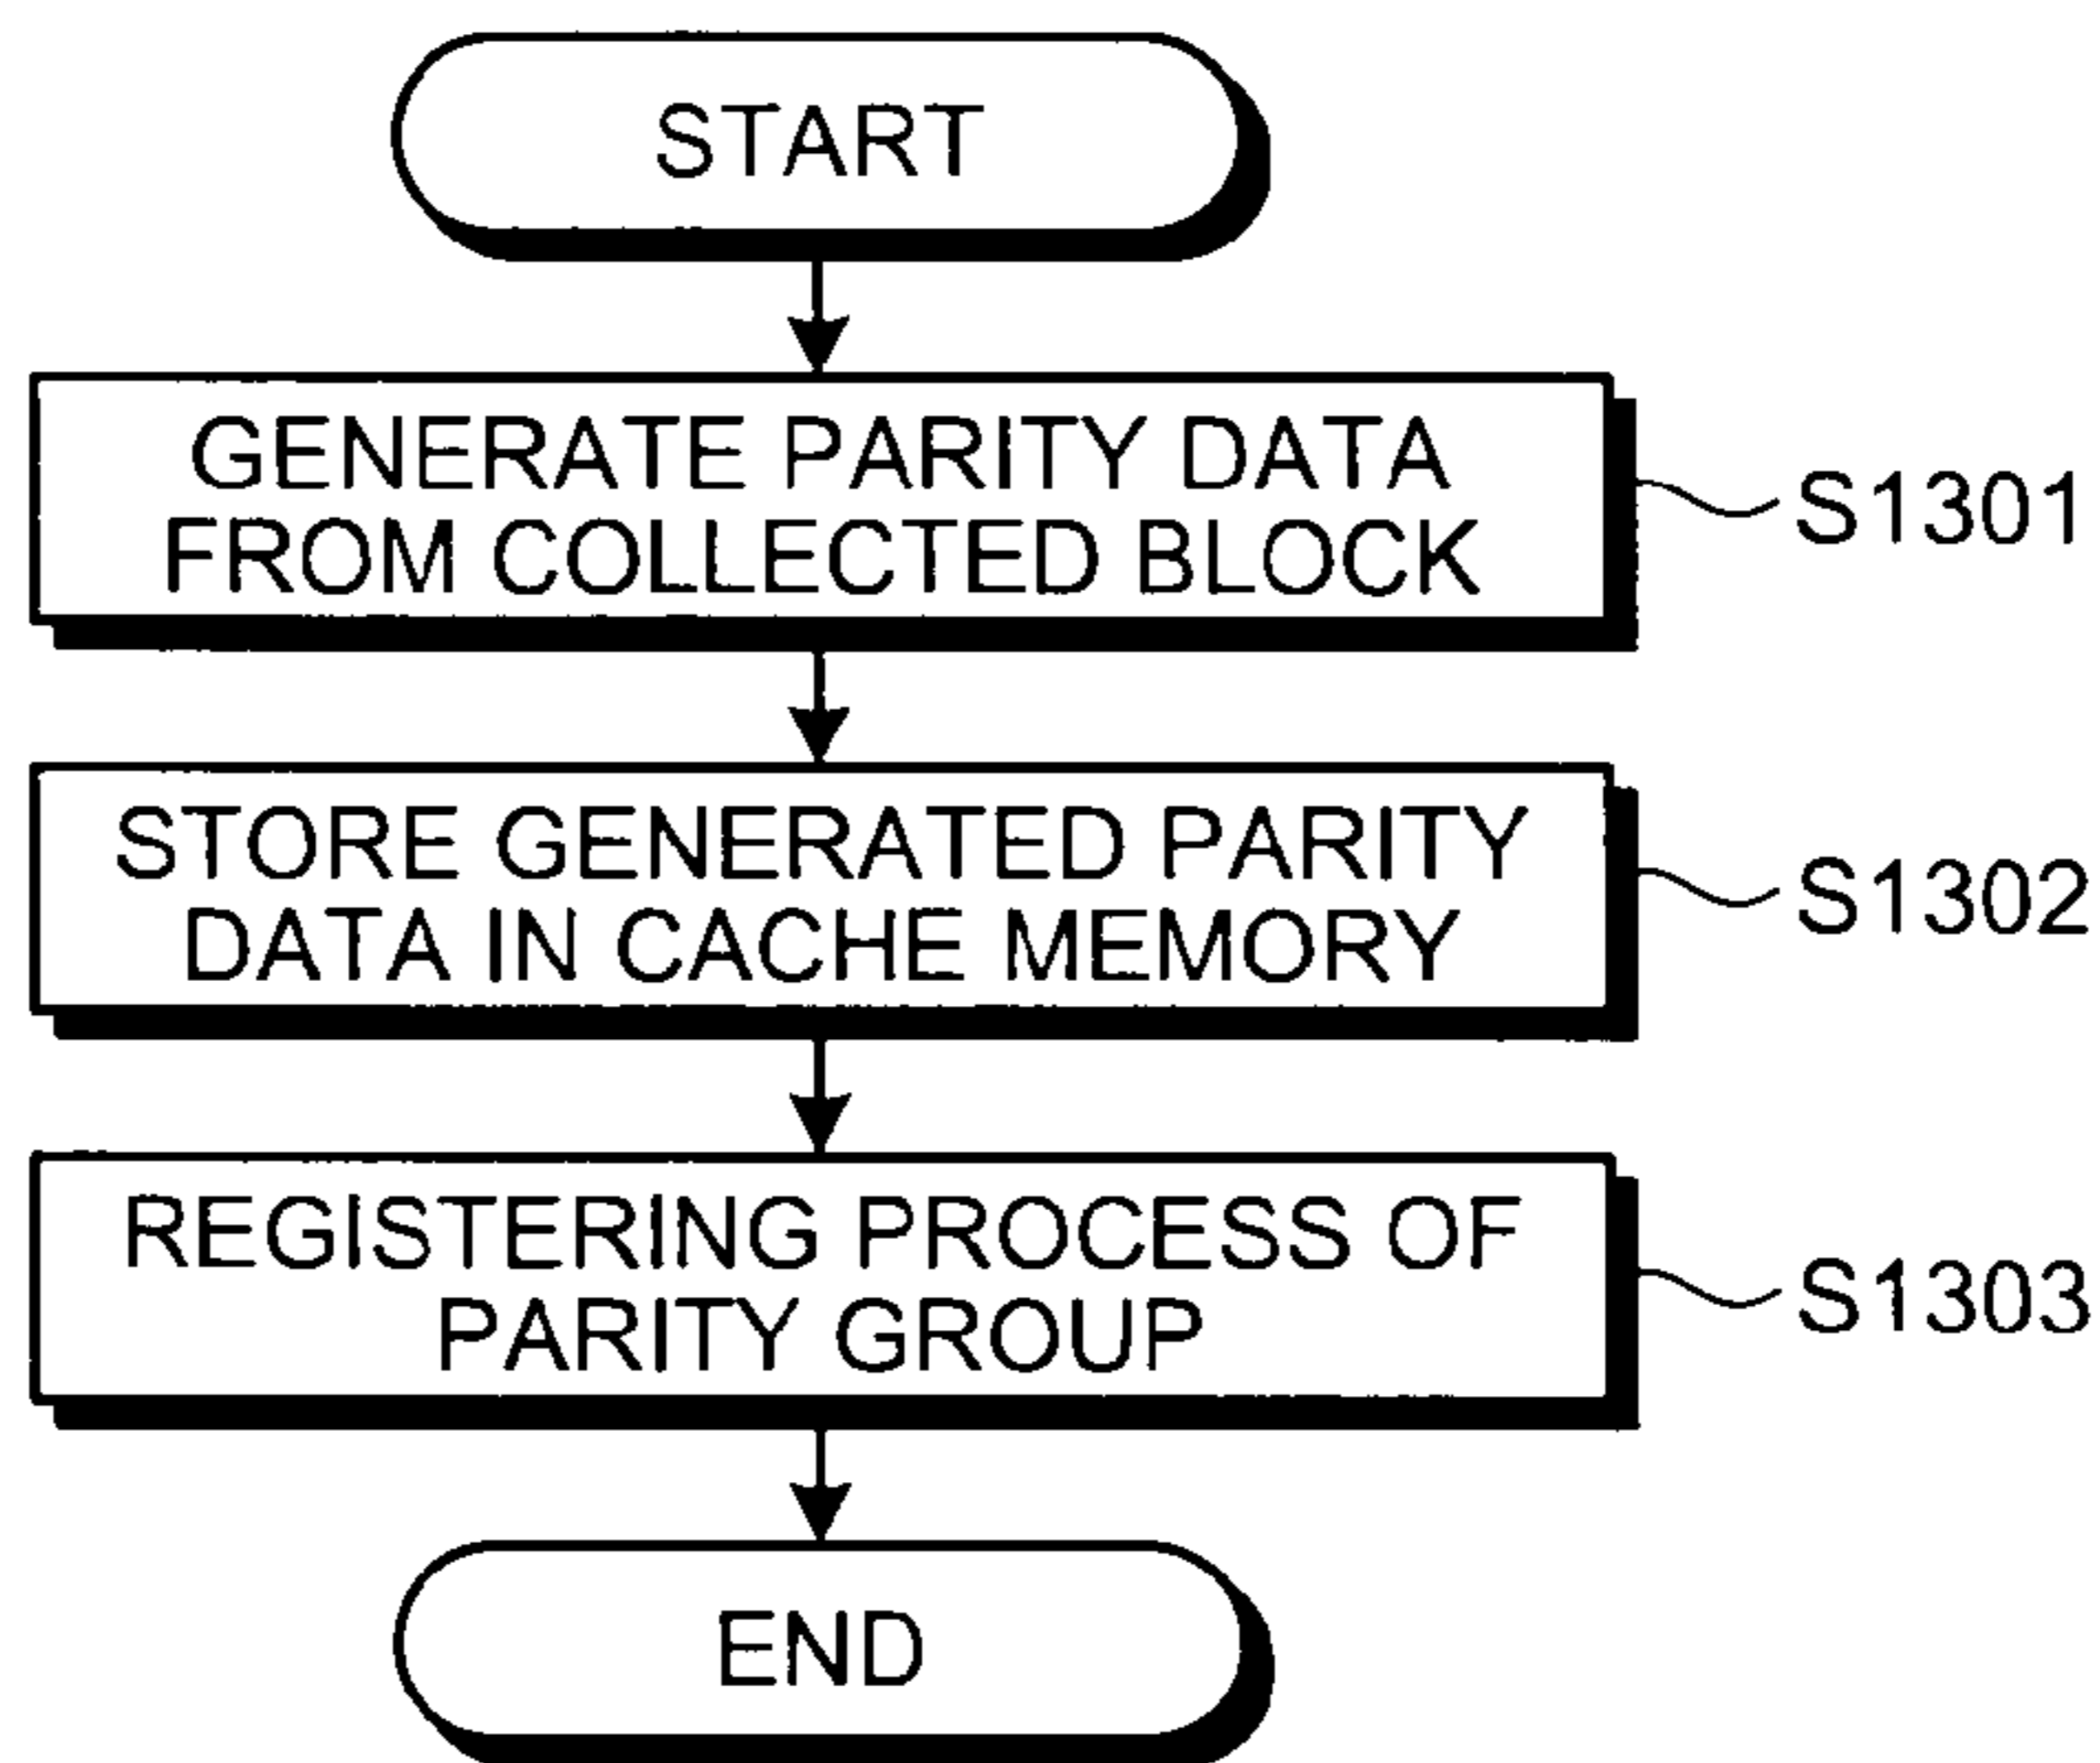 START
GENERATE PARITY DATA
FROM COLLECTED BLOCK
S1301
STORE GENERATED PARITY
DATA IN CACHE MEMORY
S1302
REGISTERING PROCESS OF
PARITY GROUP
S1303
END